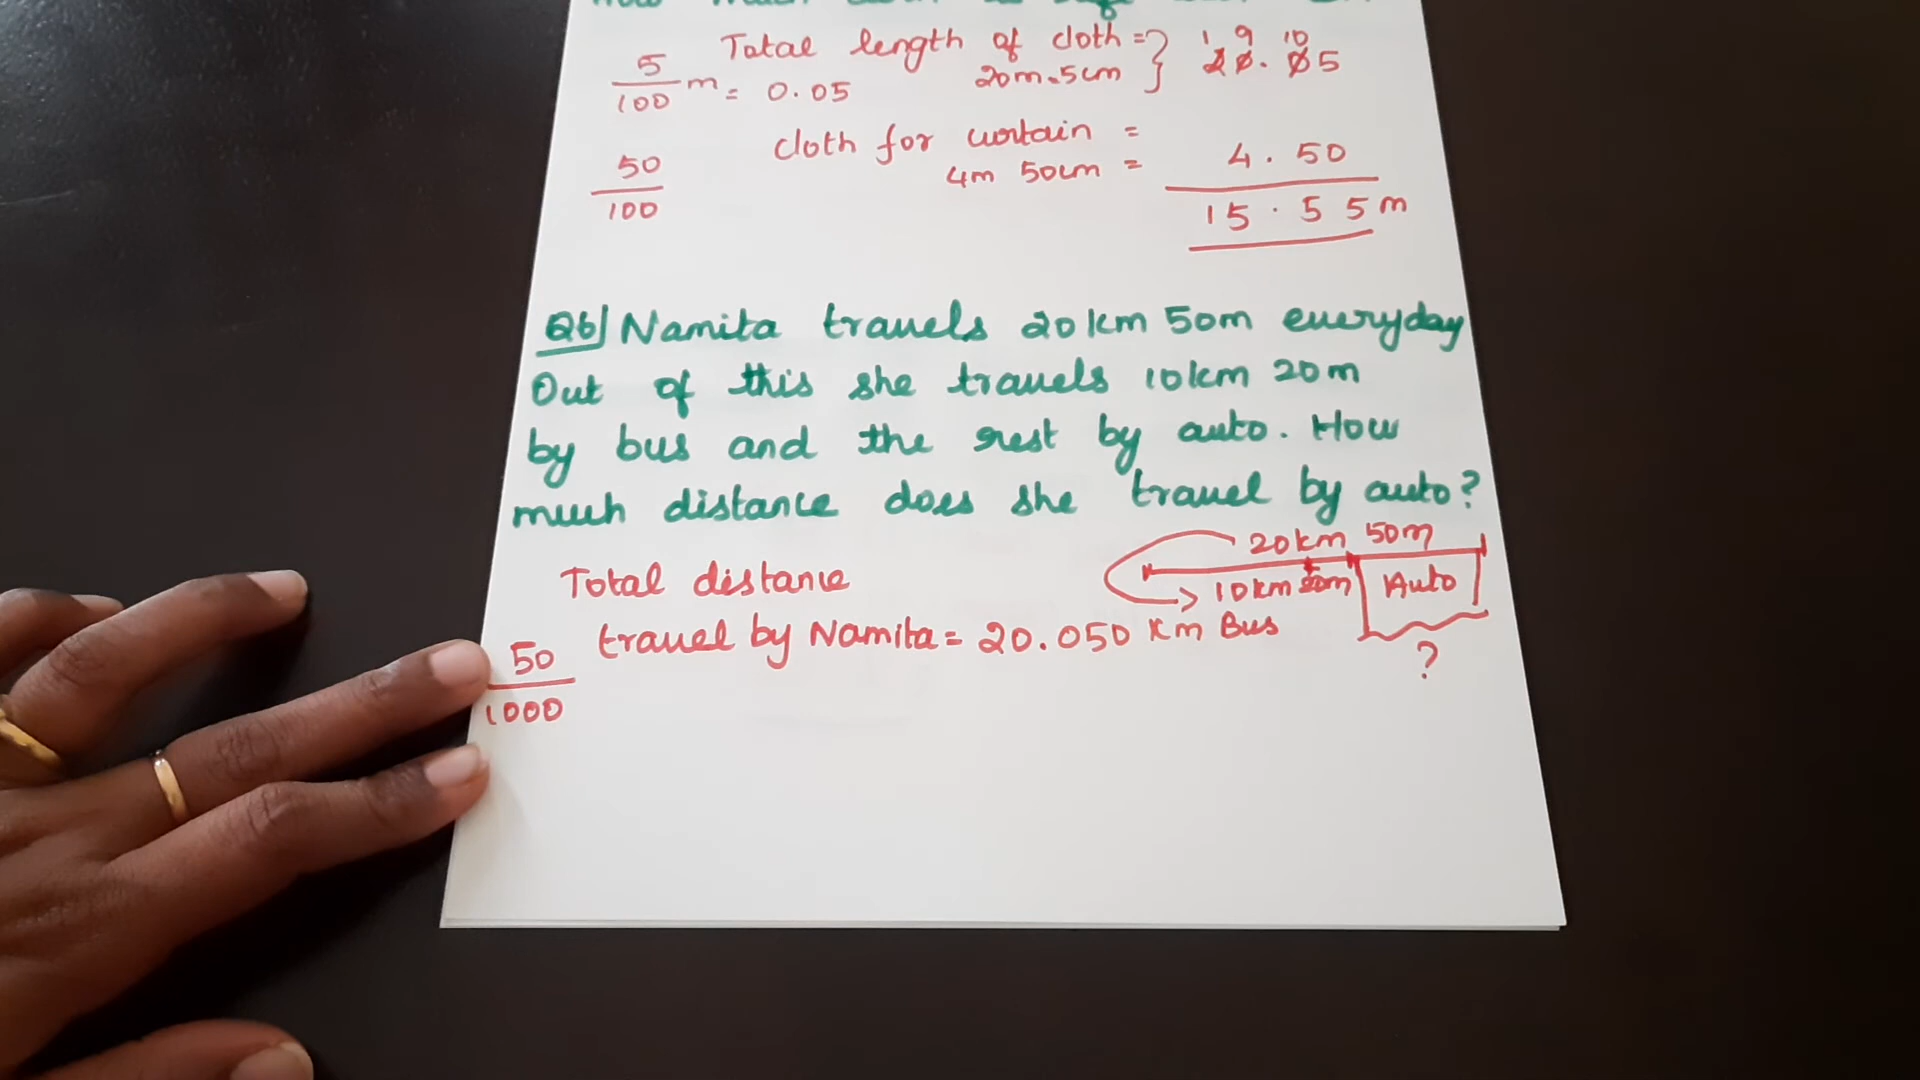 Total length of cloth =
5/100 m = 0.05
20m.5cm } 20.05
1 9 10
cloth for curtain =
50/100
4m 50cm = 4.50
15.55m
Q6) Namita travels 20km 50m everyday
Out of this she travels 10km 20m
by bus and the rest by auto. How
much distance does she travel by auto?
20km 50m
Total distance
10km 20m Auto
travel by Namita = 20.050 Km Bus
?
50/1000